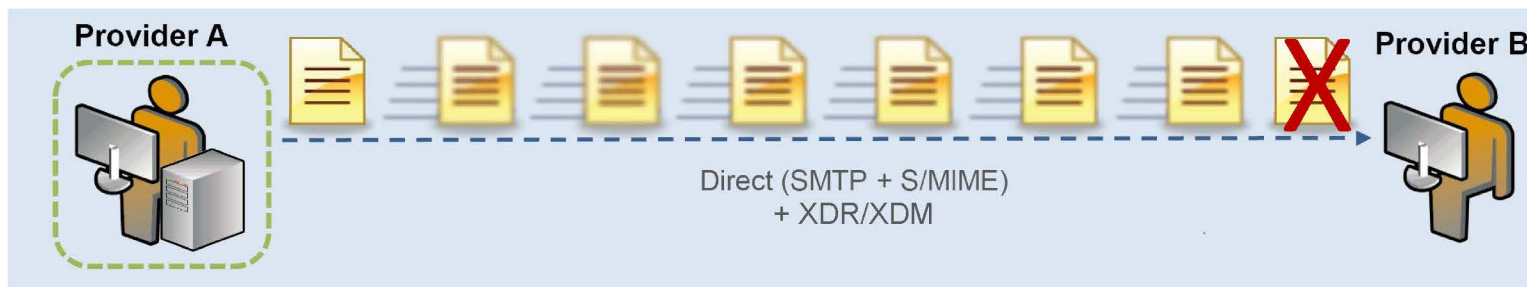 Provider A
Provider B
Direct (SMTP + S/MIME)
+ XDR/XDM